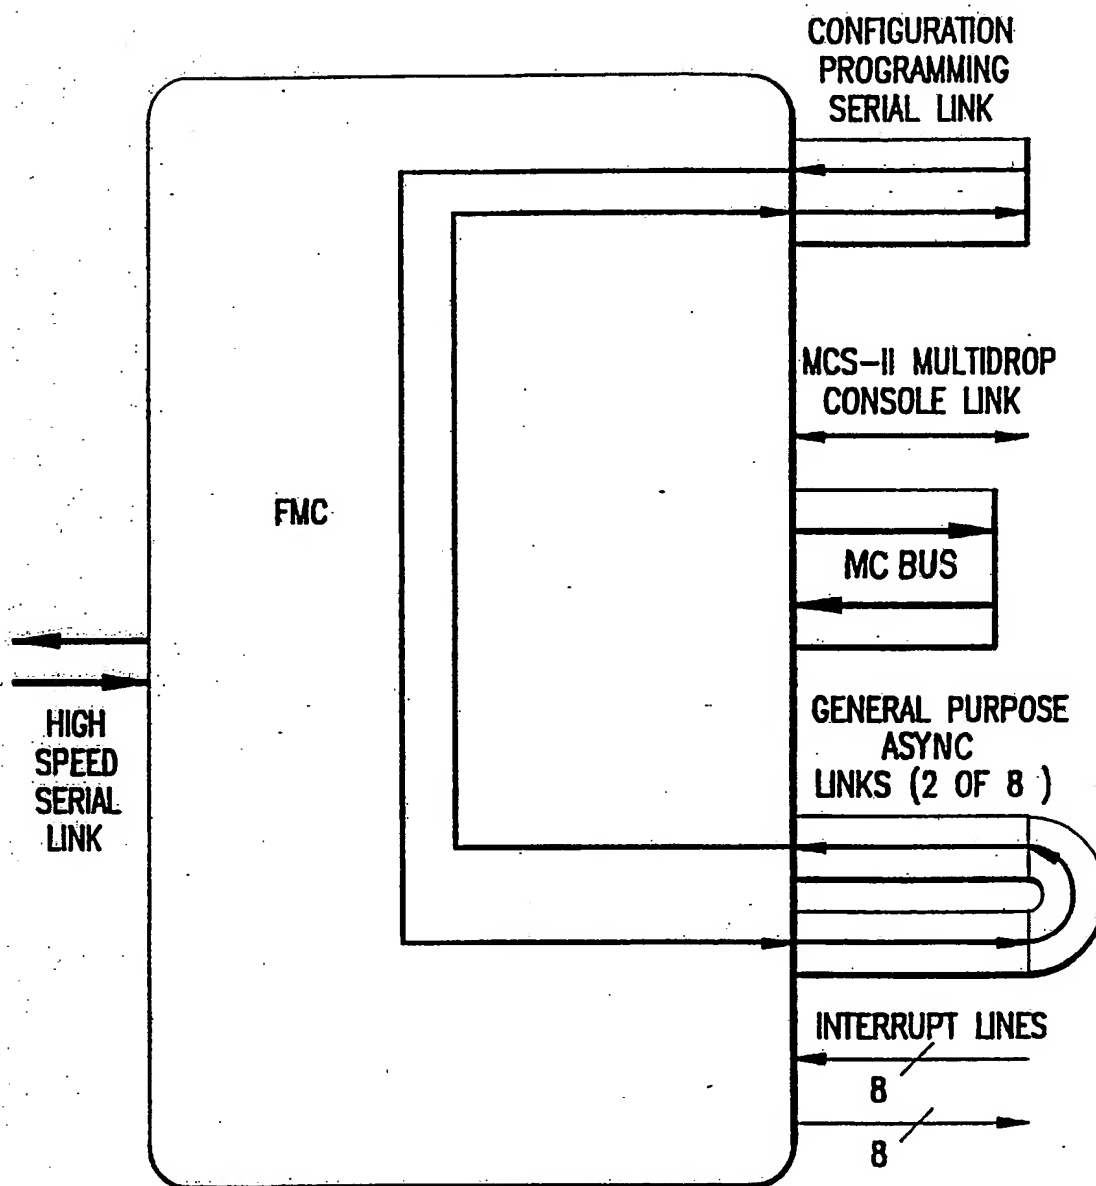 CONFIGURATION
PROGRAMMING
SERIAL LINK
MCS-II MULTIDROP
CONSOLE LINK
FMC
MC BUS
HIGH
SPEED
SERIAL
LINK
GENERAL PURPOSE
ASYNC
LINKS (2 OF 8 )
INTERRUPT LINES
8
8